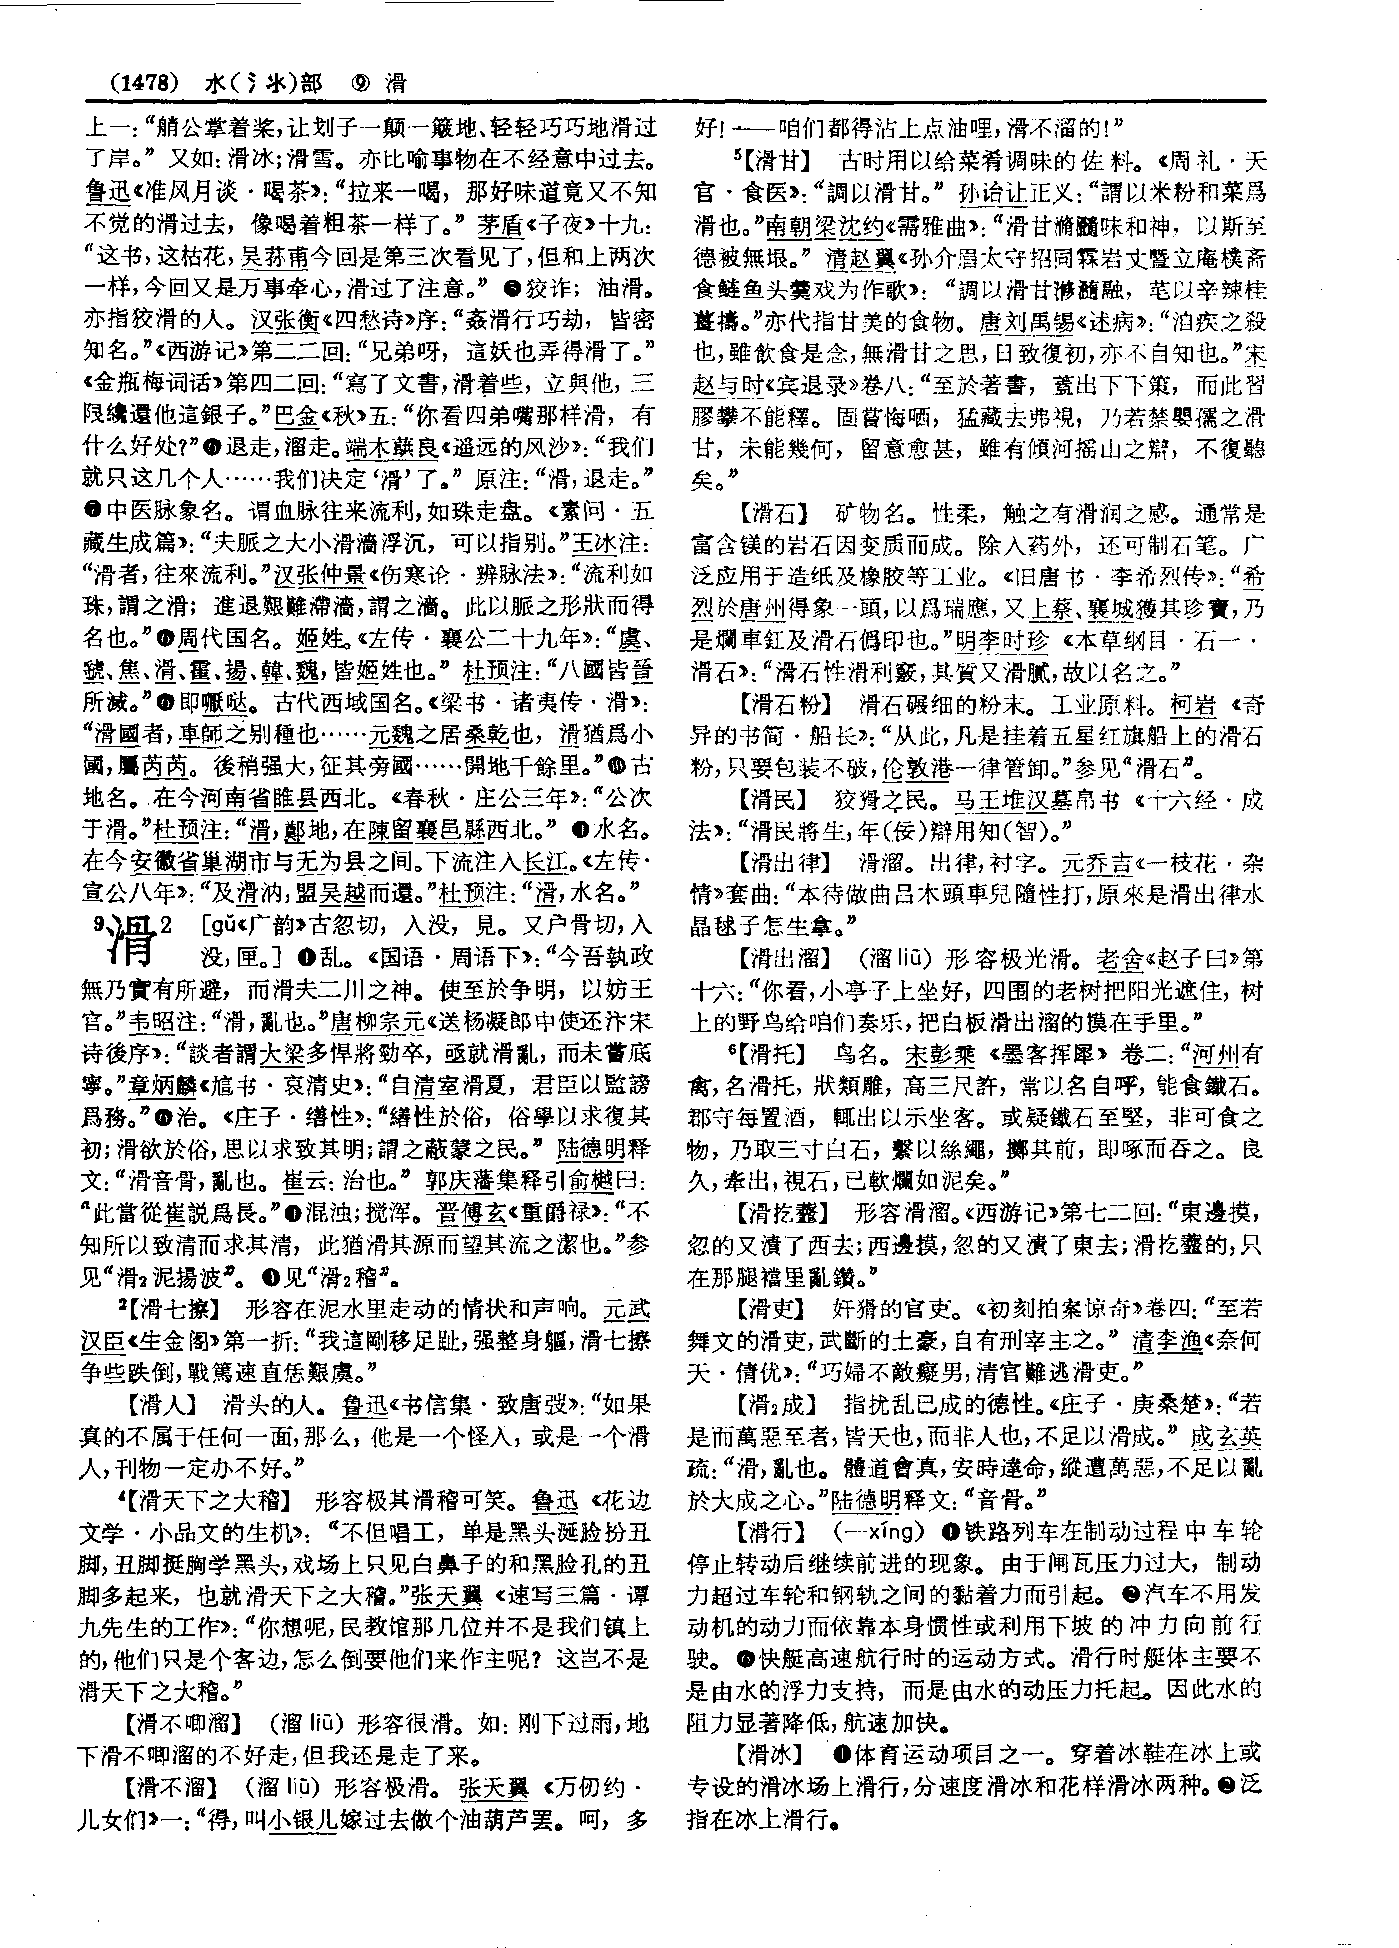 (1478) 水(氵氺)部 ⑨ 滑
上一：“艄公掌着桨，让划子一颠一簸地、轻轻巧巧地滑过
了岸。”又如：滑冰；滑雪。亦比喻事物在不经意中过去。
鲁迅《准风月谈·喝茶》：“拉来一喝，那好味道竟又不知
不觉的滑过去，像喝着粗茶一样了。”茅盾《子夜》十九：
“这书，这枯花，吴荪甫今回是第三次看见了，但和上两次
一样，今回又是万事牵心，滑过了注意。”❺狡诈；油滑。
亦指狡滑的人。汉张衡《四愁诗》序：“姦滑行巧劫，皆密
知名。”《西游记》第二二回：“兄弟呀，這妖也弄得滑了。”
《金瓶梅词话》第四二回：“寫了文書，滑着些，立與他，三
限纔還他這銀子。”巴金《秋》五：“你看四弟嘴那样滑，有
什么好处？”❻退走，溜走。端木蕻良《遥远的风沙》：“我们
就只这几个人……我们决定‘滑’了。”原注：“滑，退走。”
❼中医脉象名。谓血脉往来流利，如珠走盘。《素问·五
藏生成篇》：“夫脈之大小滑濇浮沉，可以指别。”王冰注：
“滑者，往來流利。”汉张仲景《伤寒论·辨脉法》：“流利如
珠，謂之滑；進退艱難滯濇，謂之濇。此以脈之形狀而得
名也。”❽周代国名。姬姓。《左传·襄公二十九年》：“虞、
虢、焦、滑、霍、揚、韓、魏，皆姬姓也。”杜预注：“八國皆晉
所滅。”❾即嚈哒。古代西域国名。《梁书·诸夷传·滑》：
“滑國者，車師之别種也……元魏之居桑乾也，滑猶爲小
國，屬芮芮。後稍强大，征其旁國……開地千餘里。”❿古
地名。在今河南省睢县西北。《春秋·庄公三年》：“公次
于滑。”杜预注：“滑，鄭地，在陳留襄邑縣西北。”⓫水名。
在今安徽省巢湖市与无为县之间。下流注入长江。《左传·
宣公八年》：“及滑汭，盟吴越而還。”杜预注：“滑，水名。”
9滑2 [gǔ《广韵》古忽切，入没，見。又户骨切，入
没，匣。]❶乱。《国语·周语下》：“今吾執政
無乃實有所避，而滑夫二川之神。使至於争明，以妨王
宫。”韦昭注：“滑，亂也。”唐柳宗元《送杨凝郎中使还汴宋
诗後序》：“談者謂大梁多悍將勁卒，亟就滑亂，而未嘗底
寧。”章炳麟《訄书·哀清史》：“自清室滑夏，君臣以監謗
爲務。”❷治。《庄子·缮性》：“繕性於俗，俗學以求復其
初；滑欲於俗，思以求致其明；謂之蔽蒙之民。”陆德明释
文：“滑音骨，亂也。崔云：治也。”郭庆藩集释引俞樾曰：
“此當從崔説爲長。”❸混浊；搅浑。晋傅玄《重爵禄》：“不
知所以致清而求其清，此猶滑其源而望其流之潔也。”参
见“滑2泥揚波”。❹见“滑2稽”。
2【滑七擦】 形容在泥水里走动的情状和声响。元武
汉臣《生金阁》第一折：“我這剛移足趾，强整身軀，滑七擦
争些跌倒，戰篤速直恁艱虞。”
【滑人】 滑头的人。鲁迅《书信集·致唐弢》：“如果
真的不属于任何一面，那么，他是一个怪人，或是一个滑
人，刊物一定办不好。”
4【滑天下之大稽】 形容极其滑稽可笑。鲁迅《花边
文学·小品文的生机》：“不但唱工，单是黑头涎脸扮丑
脚，丑脚挺胸学黑头，戏场上只见白鼻子的和黑脸孔的丑
脚多起来，也就滑天下之大稽。”张天翼《速写三篇·谭
九先生的工作》：“你想呢，民教馆那几位并不是我们镇上
的，他们只是个客边，怎么倒要他们来作主呢？这岂不是
滑天下之大稽。”
【滑不唧溜】 （溜 liū）形容很滑。如：刚下过雨，地
下滑不唧溜的不好走，但我还是走了来。
【滑不溜】 （溜 liū）形容极滑。张天翼《万仞约·
儿女们》一：“得，叫小银儿嫁过去做个油葫芦罢。呵，多
好！——咱们都得沾上点油哩，滑不溜的！”
5【滑甘】 古时用以给菜肴调味的佐料。《周礼·天
官·食医》：“調以滑甘。”孙诒让正义：“謂以米粉和菜爲
滑也。”南朝梁沈约《需雅曲》：“滑甘滫瀡味和神，以斯至
德被無垠。”清赵翼《孙介眉太守招同霖岩丈暨立庵樸斋
食鲢鱼头羹戏为作歌》：“調以滑甘滫瀡融，芼以辛辣桂
薑擣。”亦代指甘美的食物。唐刘禹锡《述病》：“洎疾之殺
也，雖飲食是念，無滑甘之思，日致復初，亦不自知也。”宋
赵与时《宾退录》卷八：“至於著書，蓋出下下策，而此習
膠攣不能釋。固嘗悔哂，猛藏去弗視，乃若禁嬰孺之滑
甘，未能幾何，留意愈甚，雖有傾河摇山之辯，不復聽
矣。”
【滑石】 矿物名。性柔，触之有滑润之感。通常是
富含镁的岩石因变质而成。除入药外，还可制石笔。广
泛应用于造纸及橡胶等工业。《旧唐书·李希烈传》：“希
烈於唐州得象一頭，以爲瑞應，又上蔡、襄城獲其珍寶，乃
是爛車釭及滑石僞印也。”明李时珍《本草纲目·石一·
滑石》：“滑石性滑利竅，其質又滑膩，故以名之。”
【滑石粉】 滑石碾细的粉末。工业原料。柯岩《奇
异的书简·船长》：“从此，凡是挂着五星红旗船上的滑石
粉，只要包装不破，伦敦港一律管卸。”参见“滑石”。
【滑民】 狡猾之民。马王堆汉墓帛书《十六经·成
法》：“滑民將生，年（佞）辯用知（智）。”
【滑出律】 滑溜。出律，衬字。元乔吉《一枝花·杂
情》套曲：“本待做曲吕木頭車兒隨性打，原來是滑出律水
晶毬子怎生拿。”
【滑出溜】 （溜 liū）形容极光滑。老舍《赵子曰》第
十六：“你看，小亭子上坐好，四围的老树把阳光遮住，树
上的野鸟给咱们奏乐，把白板滑出溜的摸在手里。”
6【滑托】 鸟名。宋彭乘《墨客挥犀》卷二：“河州有
禽，名滑托，狀類雕，高三尺許，常以名自呼，能食鐵石。
郡守每置酒，輒出以示坐客。或疑鐵石至堅，非可食之
物，乃取三寸白石，繫以絲繩，擲其前，即啄而吞之。良
久，牽出，視石，已軟爛如泥矣。”
【滑扢虀】 形容滑溜。《西游记》第七二回：“東邊摸，
忽的又漬了西去；西邊摸，忽的又漬了東去；滑扢虀的，只
在那腿襠里亂鑽。”
【滑吏】 奸猾的官吏。《初刻拍案惊奇》卷四：“至若
舞文的滑吏，武斷的土豪，自有刑宰主之。”清李渔《奈何
天·倩优》：“巧婦不敵癡男，清官難逃滑吏。”
【滑2成】 指扰乱已成的德性。《庄子·庚桑楚》：“若
是而萬惡至者，皆天也，而非人也，不足以滑成。”成玄英
疏：“滑，亂也。體道會真，安時達命，縱遭萬惡，不足以亂
於大成之心。”陆德明释文：“音骨。”
【滑行】 （—xíng）❶铁路列车在制动过程中车轮
停止转动后继续前进的现象。由于闸瓦压力过大，制动
力超过车轮和钢轨之间的黏着力而引起。❷汽车不用发
动机的动力而依靠本身惯性或利用下坡的冲力向前行
驶。❸快艇高速航行时的运动方式。滑行时艇体主要不
是由水的浮力支持，而是由水的动压力托起。因此水的
阻力显著降低，航速加快。
【滑冰】 ❶体育运动项目之一。穿着冰鞋在冰上或
专设的滑冰场上滑行，分速度滑冰和花样滑冰两种。❷泛
指在冰上滑行。